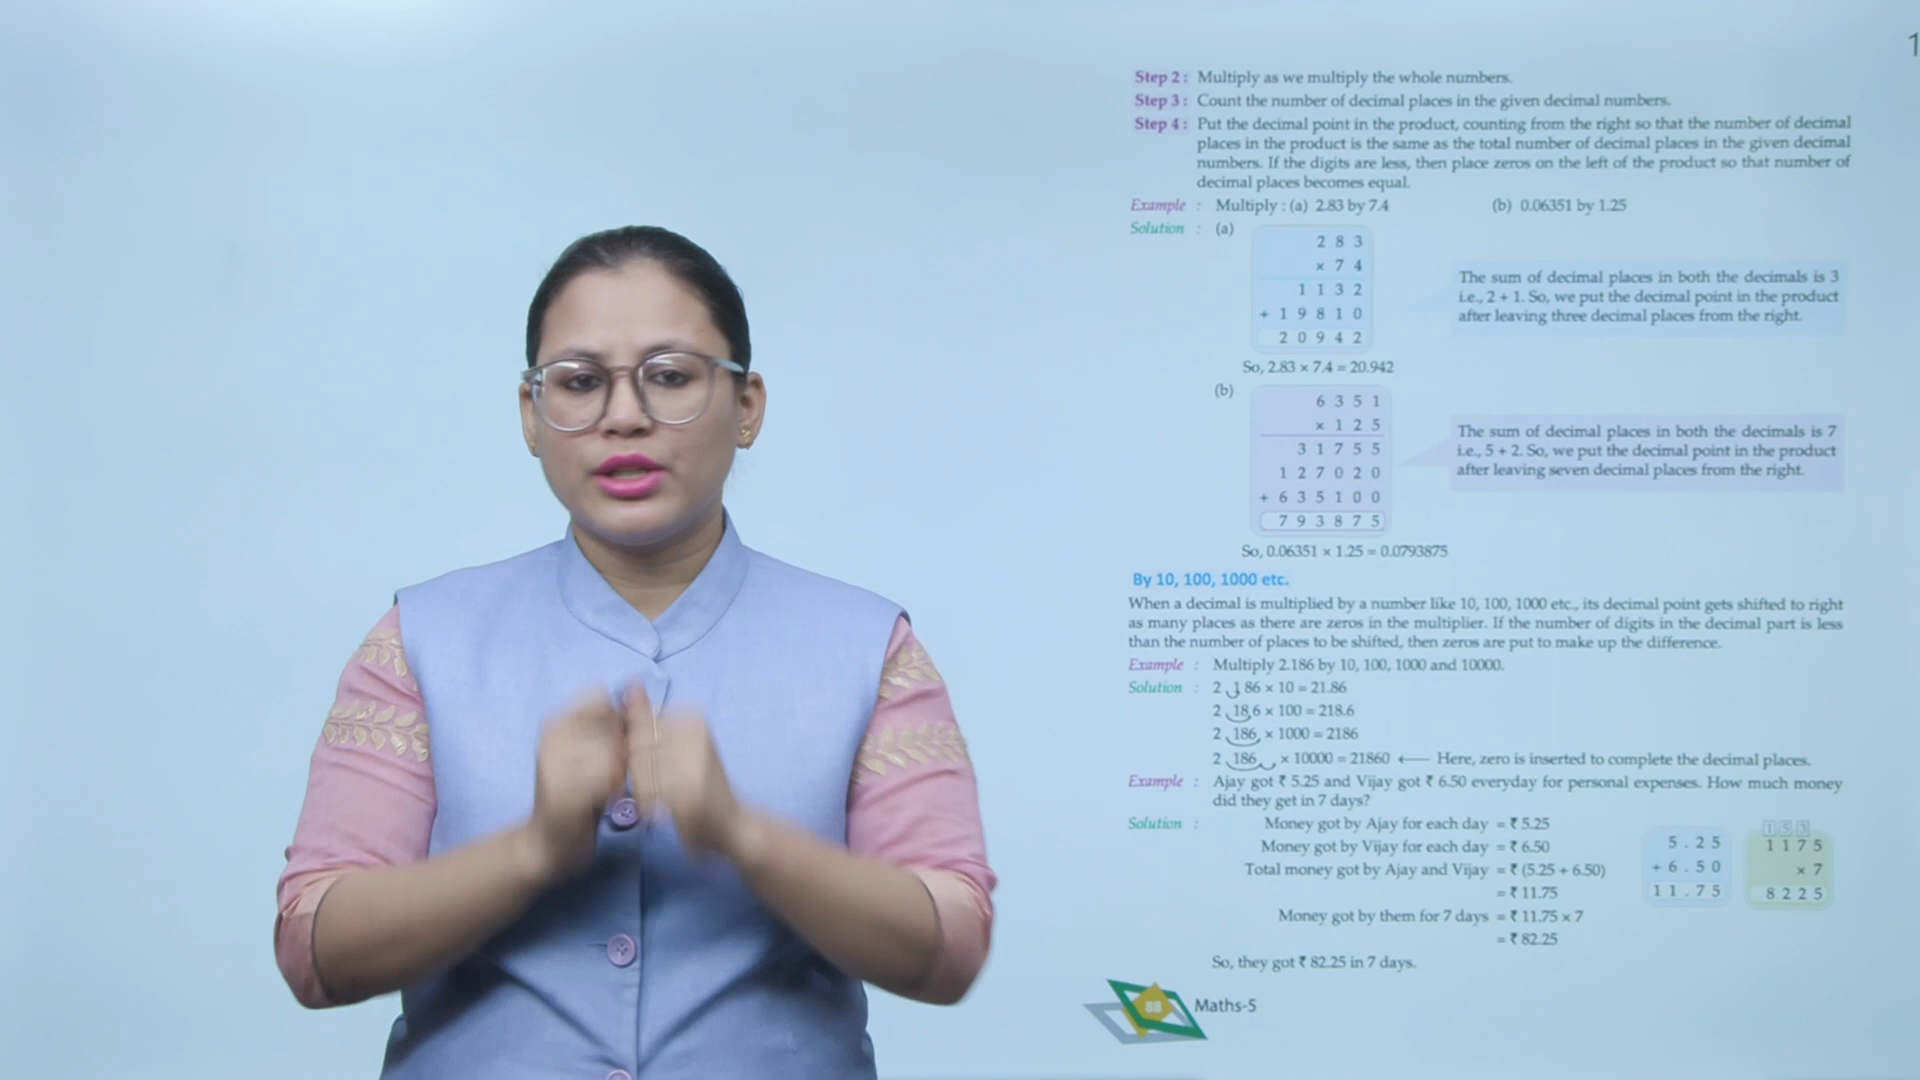 1
Step 2 : Multiply as we multiply the whole numbers.
Step 3 : Count the number of decimal places in the given decimal numbers.
Step 4 : Put the decimal point in the product, counting from the right so that the number of decimal
places in the product is the same as the total number of decimal places in the given decimal
numbers. If the digits are less, then place zeros on the left of the product so that number of
decimal places becomes equal.
Example : Multiply : (a) 2.83 by 7.4 (b) 0.06351 by 1.25
Solution : (a)
2 8 3
× 7 4
1 1 3 2
+ 1 9 8 1 0
2 0 9 4 2
The sum of decimal places in both the decimals is 3
i.e., 2 + 1. So, we put the decimal point in the product
after leaving three decimal places from the right.
So, 2.83 × 7.4 = 20.942
(b)
6 3 5 1
× 1 2 5
3 1 7 5 5
1 2 7 0 2 0
+ 6 3 5 1 0 0
7 9 3 8 7 5
The sum of decimal places in both the decimals is 7
i.e., 5 + 2. So, we put the decimal point in the product
after leaving seven decimal places from the right.
So, 0.06351 × 1.25 = 0.0793875
By 10, 100, 1000 etc.
When a decimal is multiplied by a number like 10, 100, 1000 etc., its decimal point gets shifted to right
as many places as there are zeros in the multiplier. If the number of digits in the decimal part is less
than the number of places to be shifted, then zeros are put to make up the difference.
Example : Multiply 2.186 by 10, 100, 1000 and 10000.
Solution : 2.186 × 10 = 21.86
2.186 × 100 = 218.6
2.186 × 1000 = 2186
2.186 × 10000 = 21860 ← Here, zero is inserted to complete the decimal places.
Example : Ajay got ₹ 5.25 and Vijay got ₹ 6.50 everyday for personal expenses. How much money
did they get in 7 days?
Solution : Money got by Ajay for each day = ₹ 5.25
Money got by Vijay for each day = ₹ 6.50
Total money got by Ajay and Vijay = ₹ (5.25 + 6.50)
= ₹ 11.75
Money got by them for 7 days = ₹ 11.75 × 7
= ₹ 82.25
5 . 2 5
+ 6 . 5 0
1 1 . 7 5
1 5 3
1 1 7 5
× 7
8 2 2 5
So, they got ₹ 82.25 in 7 days.
88 Maths-5